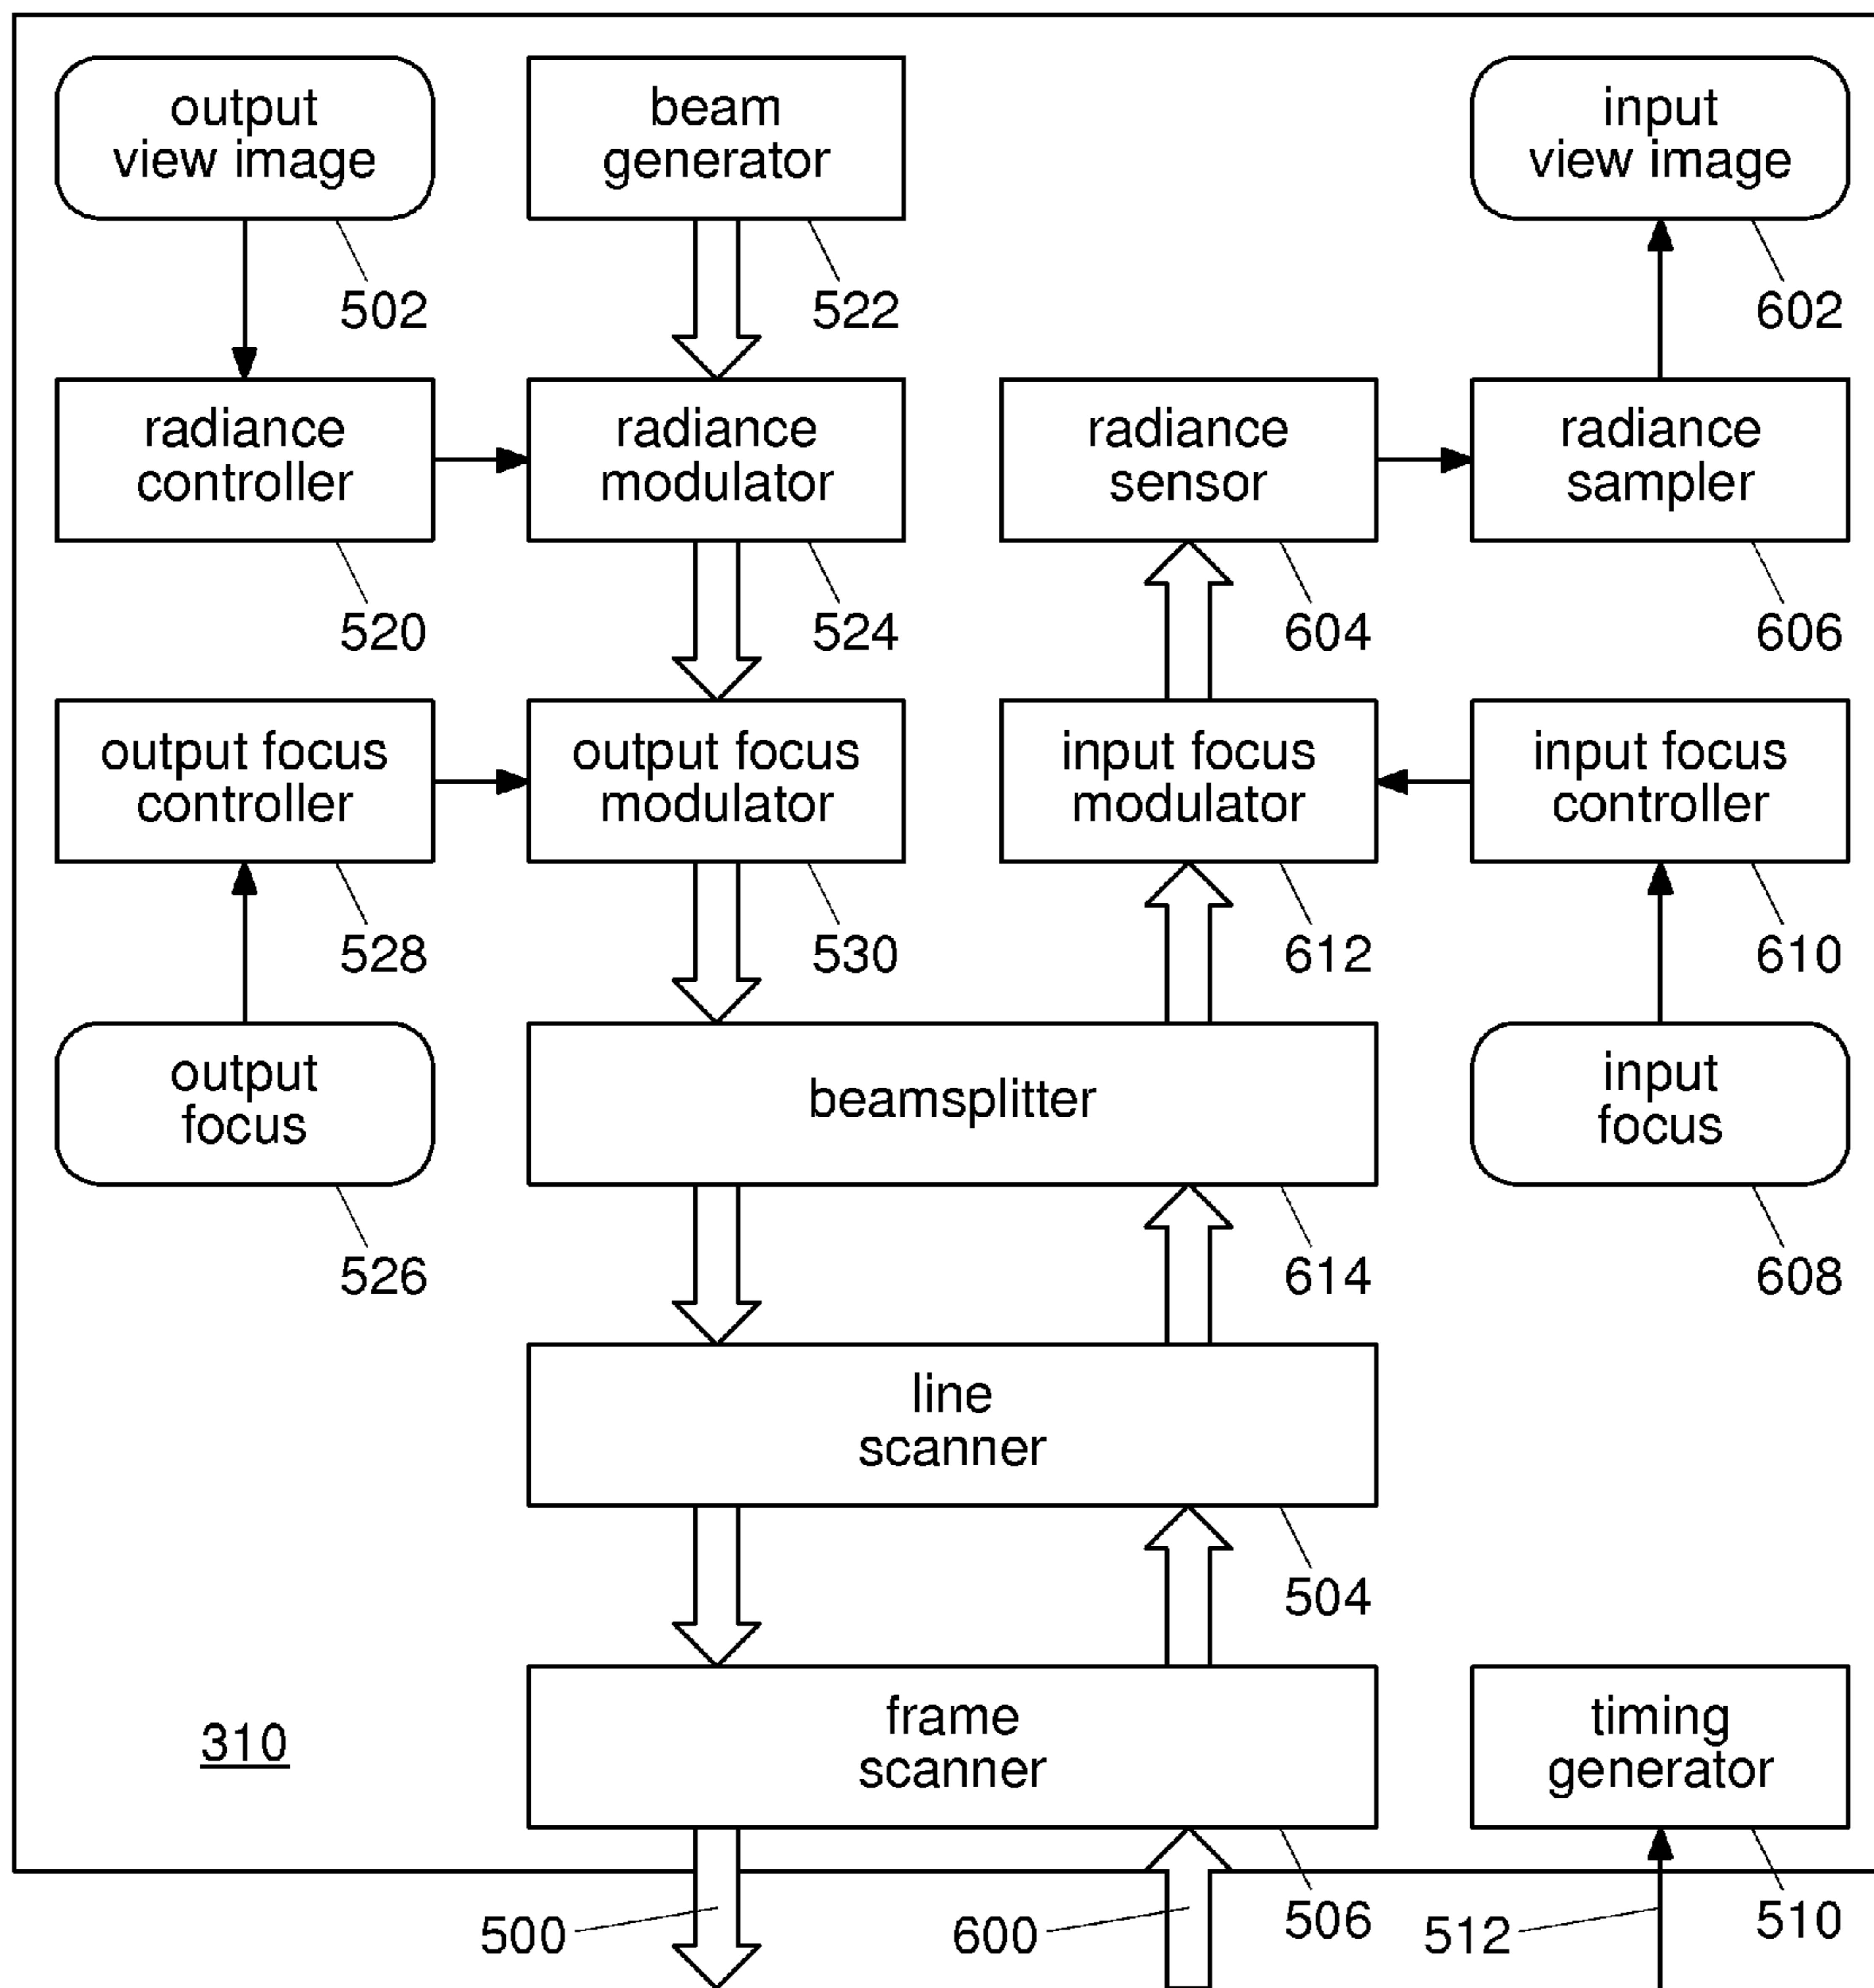 output
view image
beam
generator
input
view image
502
522
602
radiance
controller
radiance
modulator
radiance
sensor
radiance
sampler
520
524
604
606
output focus
controller
output focus
modulator
input focus
modulator
input focus
controller
528
530
612
610
output
focus
beamsplitter
input
focus
526
614
608
line
scanner
504
310
frame
scanner
timing
generator
500
600
506
512
510